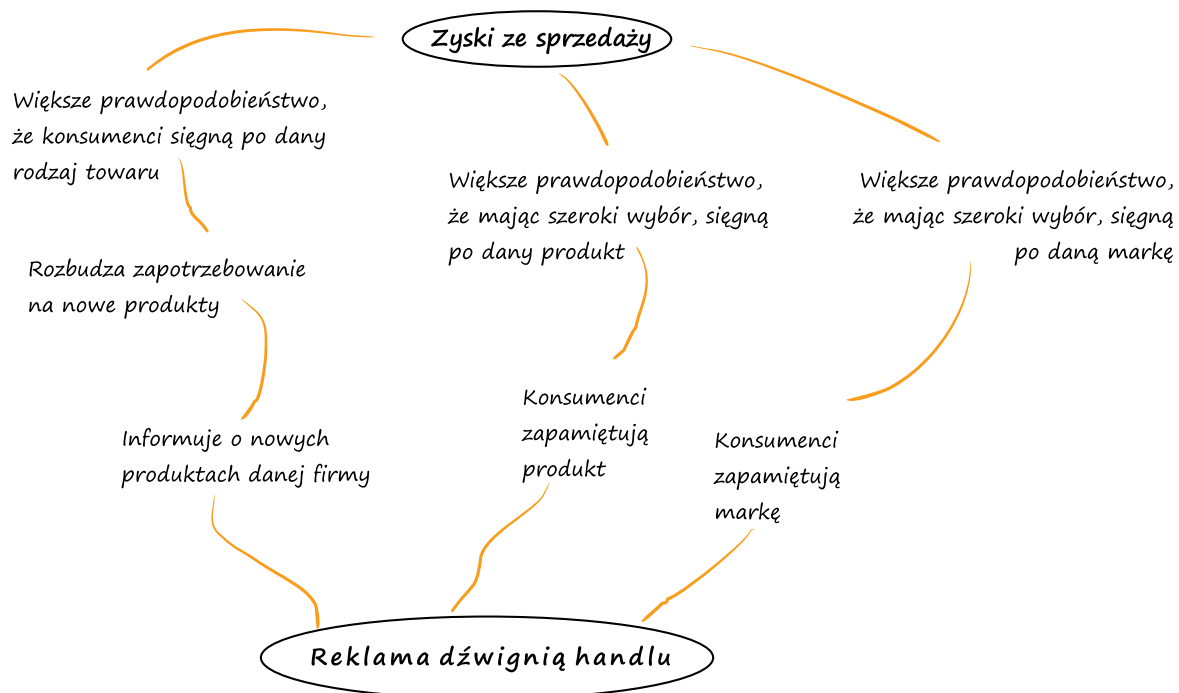 Zyski ze sprzedaży
Większe prawdopodobieństwo,
że konsumenci sięgną po dany
rodzaj towaru
Rozbudza zapotrzebowanie
na nowe produkty
Informuje o nowych
produktach danej firmy
Większe prawdopodobieństwo,
że mając szeroki wybór, sięgną
po dany produkt
Konsumenci
zapamiętują
produkt
Większe prawdopodobieństwo,
że mając szeroki wybór, sięgną
po daną markę
Konsumenci
zapamiętują
markę
Reklama dźwignią handlu